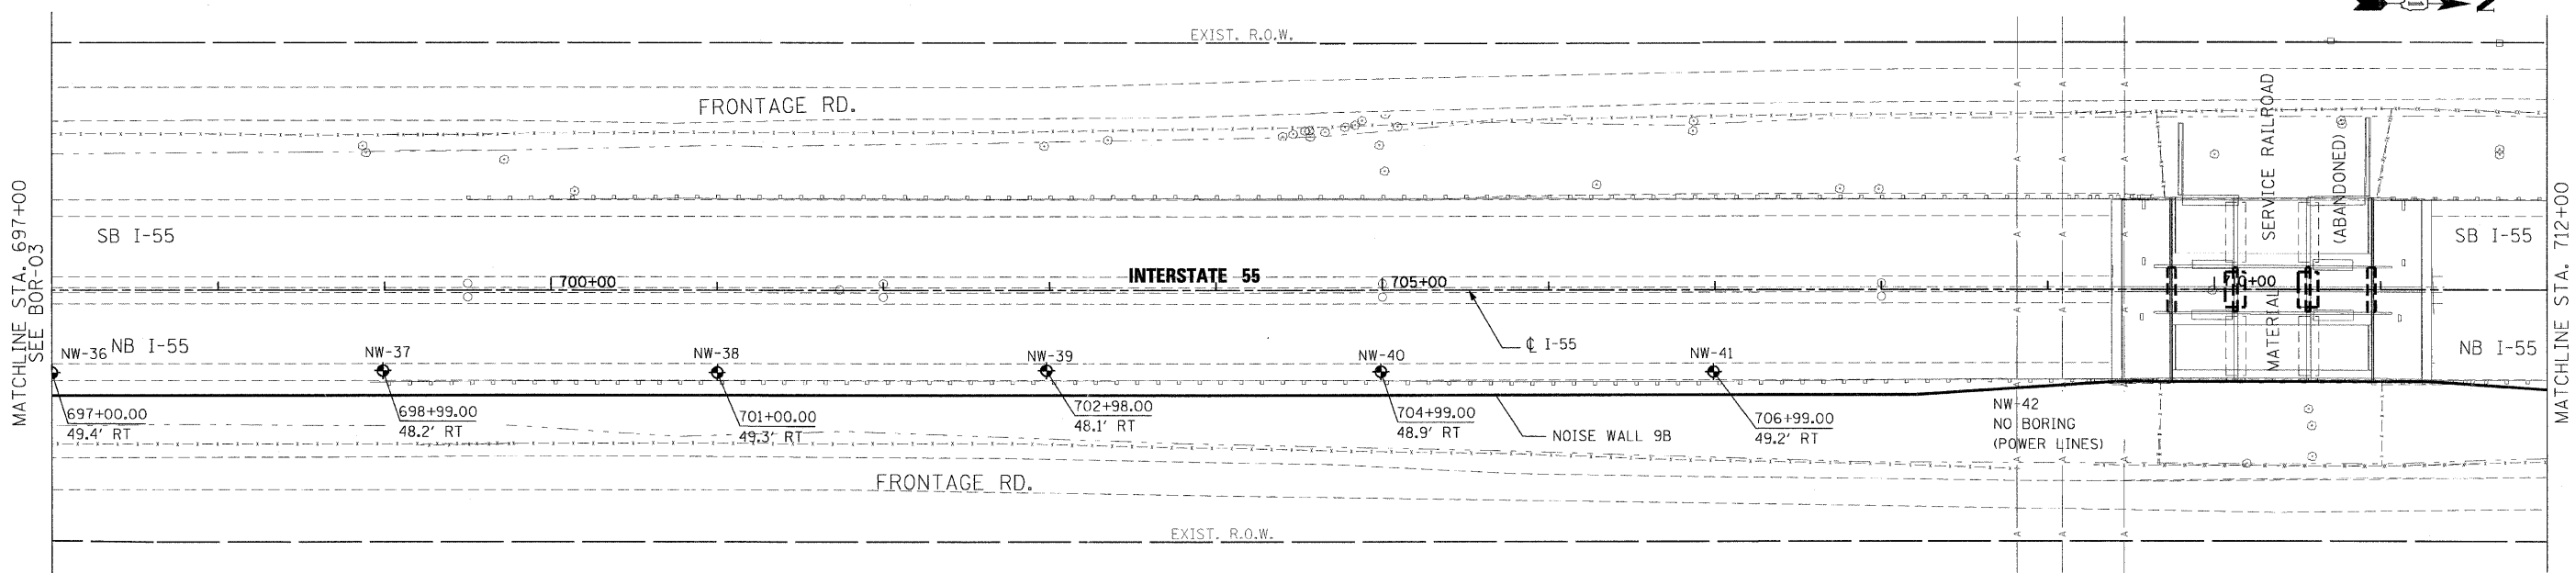 N
EXIST. R.O.W.
FRONTAGE RD.
MATCHLINE STA. 697+00
SEE BOR-03
SB I-55
INTERSTATE 55
700+00
705+00
710+00
MATERIAL SERVICE RAILROAD
(ABANDONED)
SB I-55
MATCHLINE STA. 712+00
NB I-55
NB I-55
℄ I-55
NW-36
NW-37
NW-38
NW-39
NW-40
NW-41
697+00.00
49.4' RT
698+99.00
48.2' RT
701+00.00
49.3' RT
702+98.00
48.1' RT
704+99.00
48.9' RT
706+99.00
49.2' RT
NW-42
NO BORING
(POWER LINES)
NOISE WALL 9B
FRONTAGE RD.
EXIST. R.O.W.